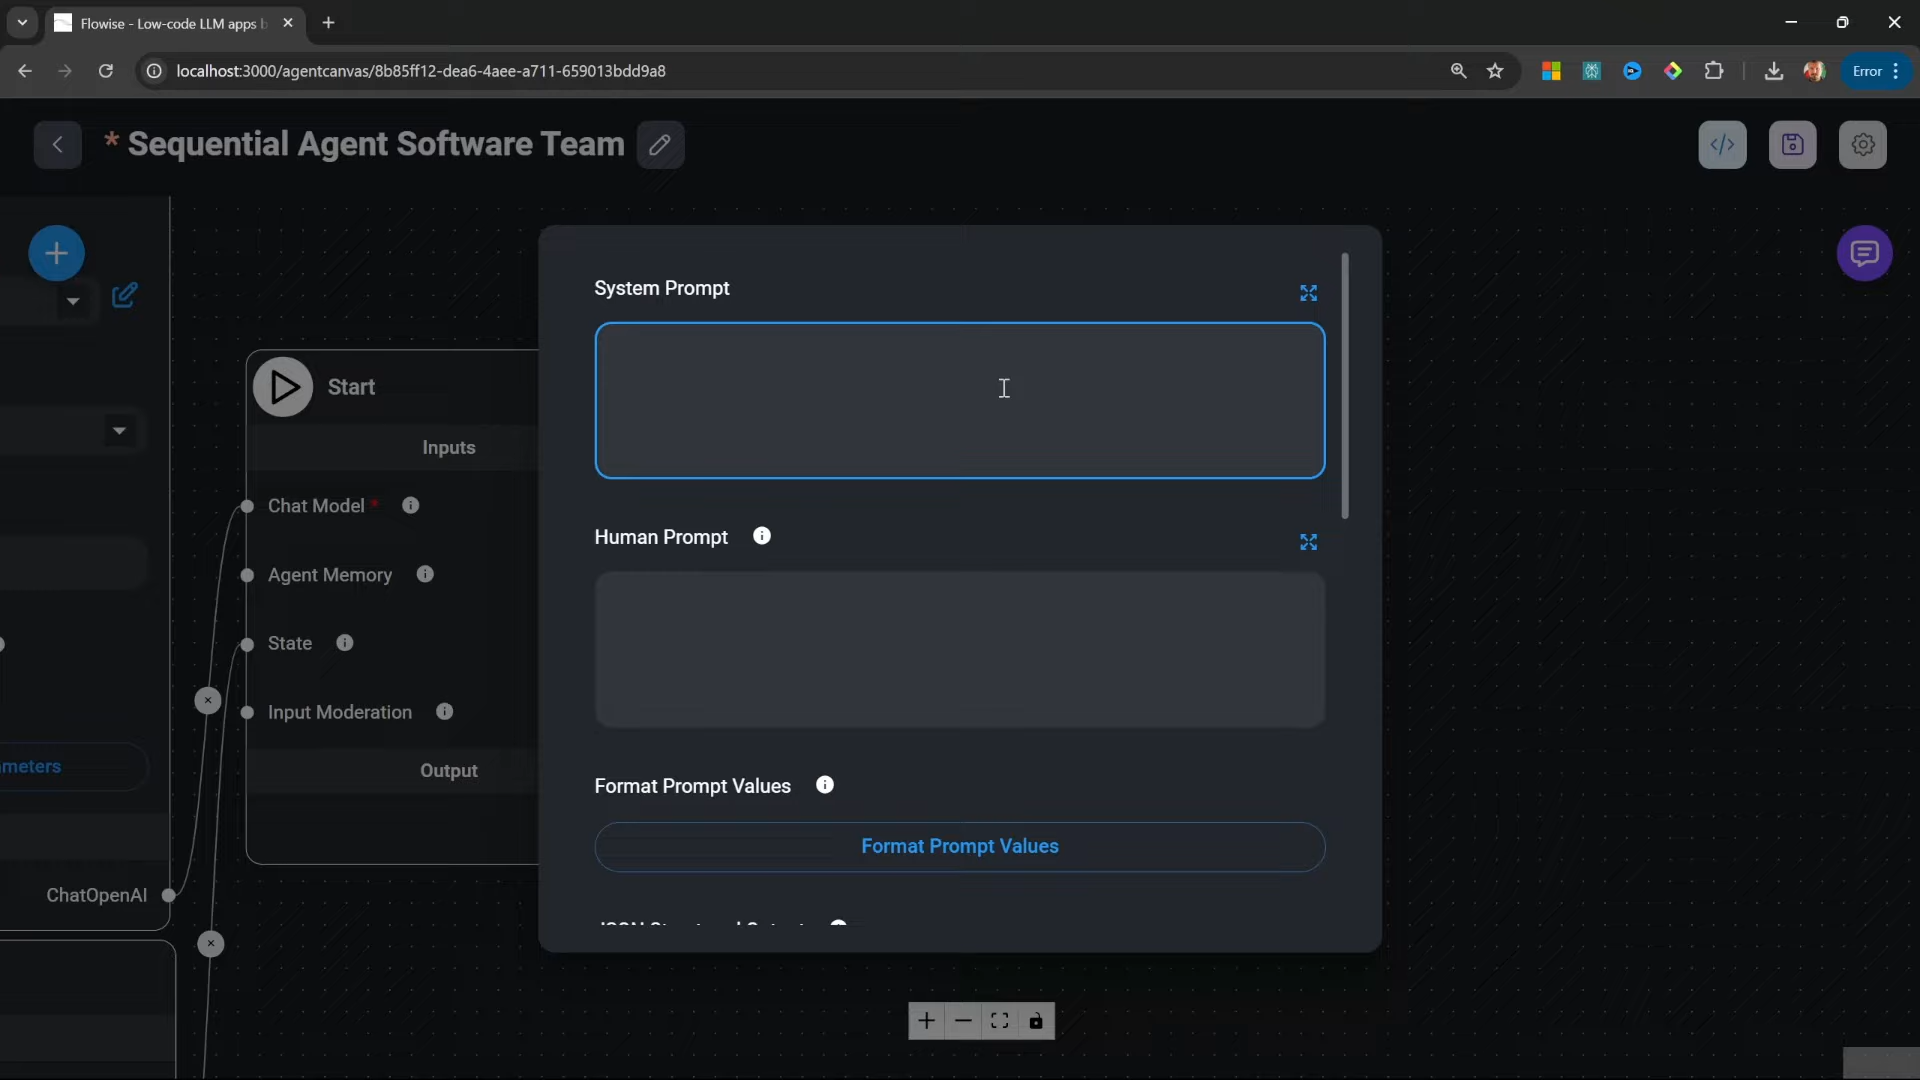 Flowise - Low-code LLM apps b
localhost:3000/agentcanvas/8b85ff12-dea6-4aee-a711-659013bdd9a8
Error
* Sequential Agent Software Team
System Prompt
Start
Inputs
Chat Model *
Human Prompt
Agent Memory
State
Input Moderation
meters
Output
Format Prompt Values
Format Prompt Values
ChatOpenAI